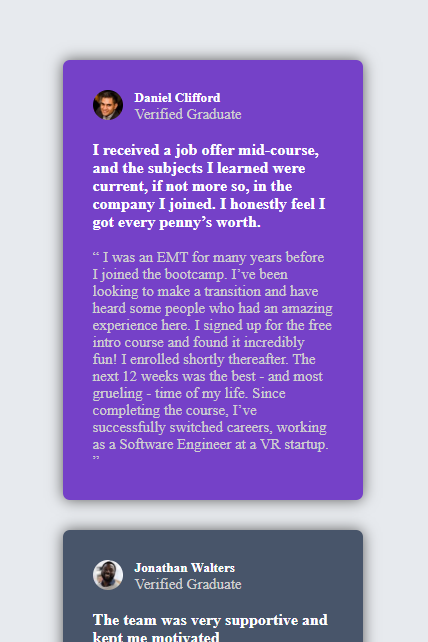 Daniel Clifford
Verified Graduate
I received a job offer mid-course,
and the subjects I learned were
current, if not more so, in the
company I joined. I honestly feel I
got every penny’s worth.
“ I was an EMT for many years before
I joined the bootcamp. I’ve been
looking to make a transition and have
heard some people who had an amazing
experience here. I signed up for the free
intro course and found it incredibly
fun! I enrolled shortly thereafter. The
next 12 weeks was the best - and most
grueling - time of my life. Since
completing the course, I’ve
successfully switched careers, working
as a Software Engineer at a VR startup.
”
Jonathan Walters
Verified Graduate
The team was very supportive and
kept me motivated